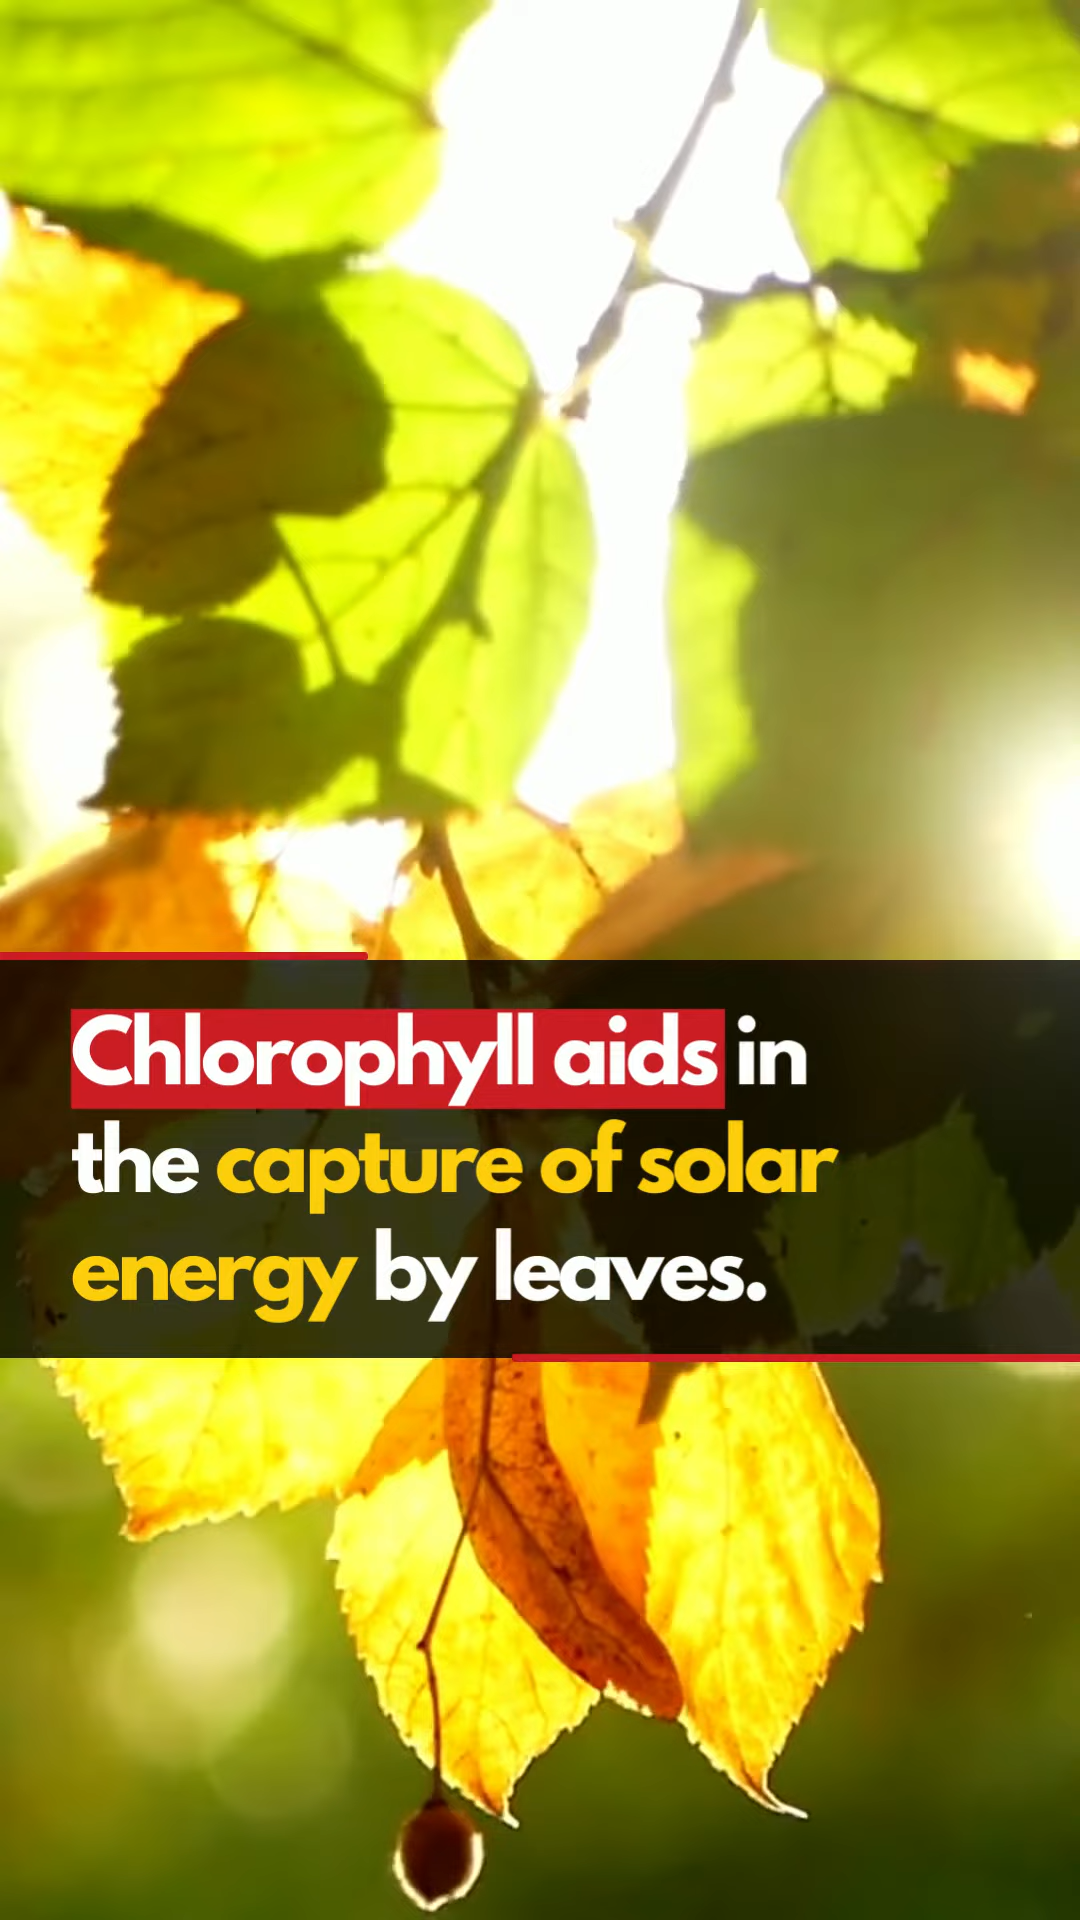 Chlorophyll aids in
the capture of solar
energy by leaves.